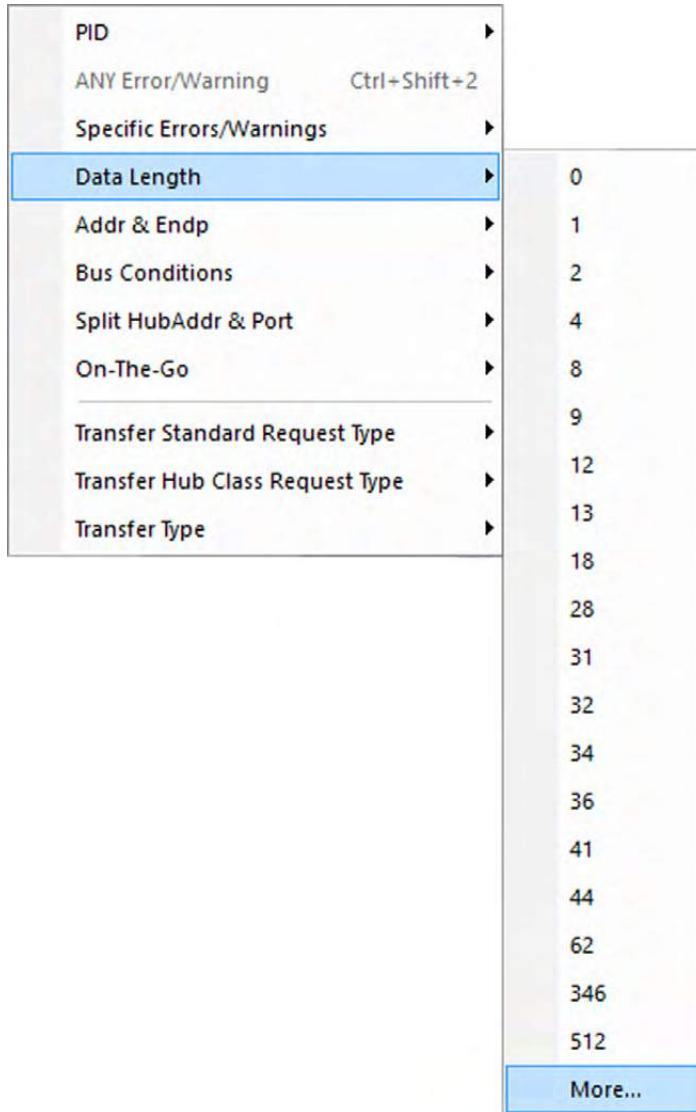 PID
ANY Error/Warning Ctrl+Shift+2
Specific Errors/Warnings
Data Length
Addr & Endp
Bus Conditions
Split HubAddr & Port
On-The-Go
Transfer Standard Request Type
Transfer Hub Class Request Type
Transfer Type
0
1
2
4
8
9
12
13
18
28
31
32
34
36
41
44
62
346
512
More...